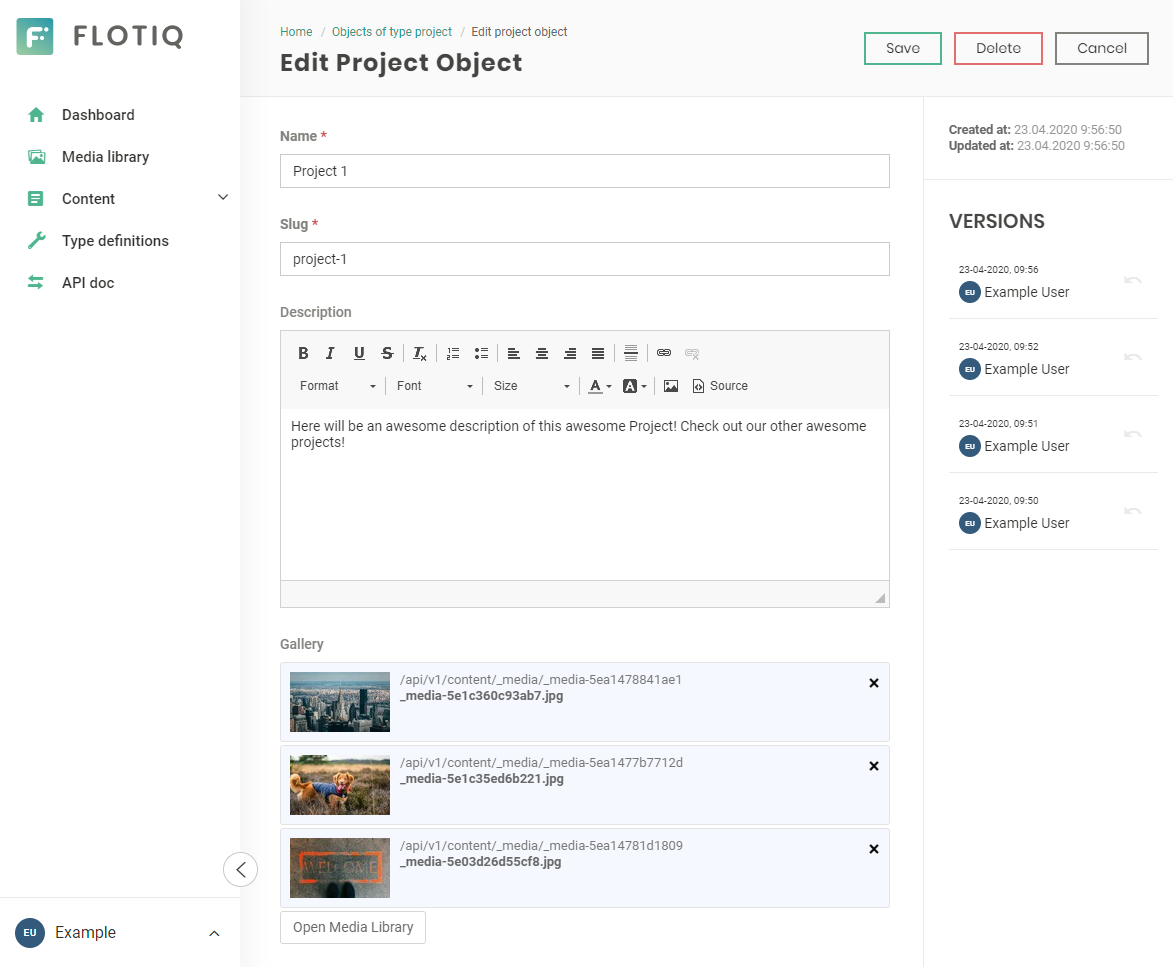 FLOTIQ
Dashboard
Media library
Content
Type definitions
API doc
EU Example
Home / Objects of type project / Edit project object
Edit Project Object
Save Delete Cancel
Name *
Project 1
Slug *
project-1
Description
B I U S Ix
Format Font Size A A Source
Here will be an awesome description of this awesome Project! Check out our other awesome
projects!
Gallery
/api/v1/content/_media/_media-5ea1478841ae1
_media-5e1c360c93ab7.jpg
/api/v1/content/_media/_media-5ea1477b7712d
_media-5e1c35ed6b221.jpg
WELCOME
/api/v1/content/_media/_media-5ea14781d1809
_media-5e03d26d55cf8.jpg
Open Media Library
Created at: 23.04.2020 9:56:50
Updated at: 23.04.2020 9:56:50
VERSIONS
23-04-2020, 09:56
EU Example User
23-04-2020, 09:52
EU Example User
23-04-2020, 09:51
EU Example User
23-04-2020, 09:50
EU Example User